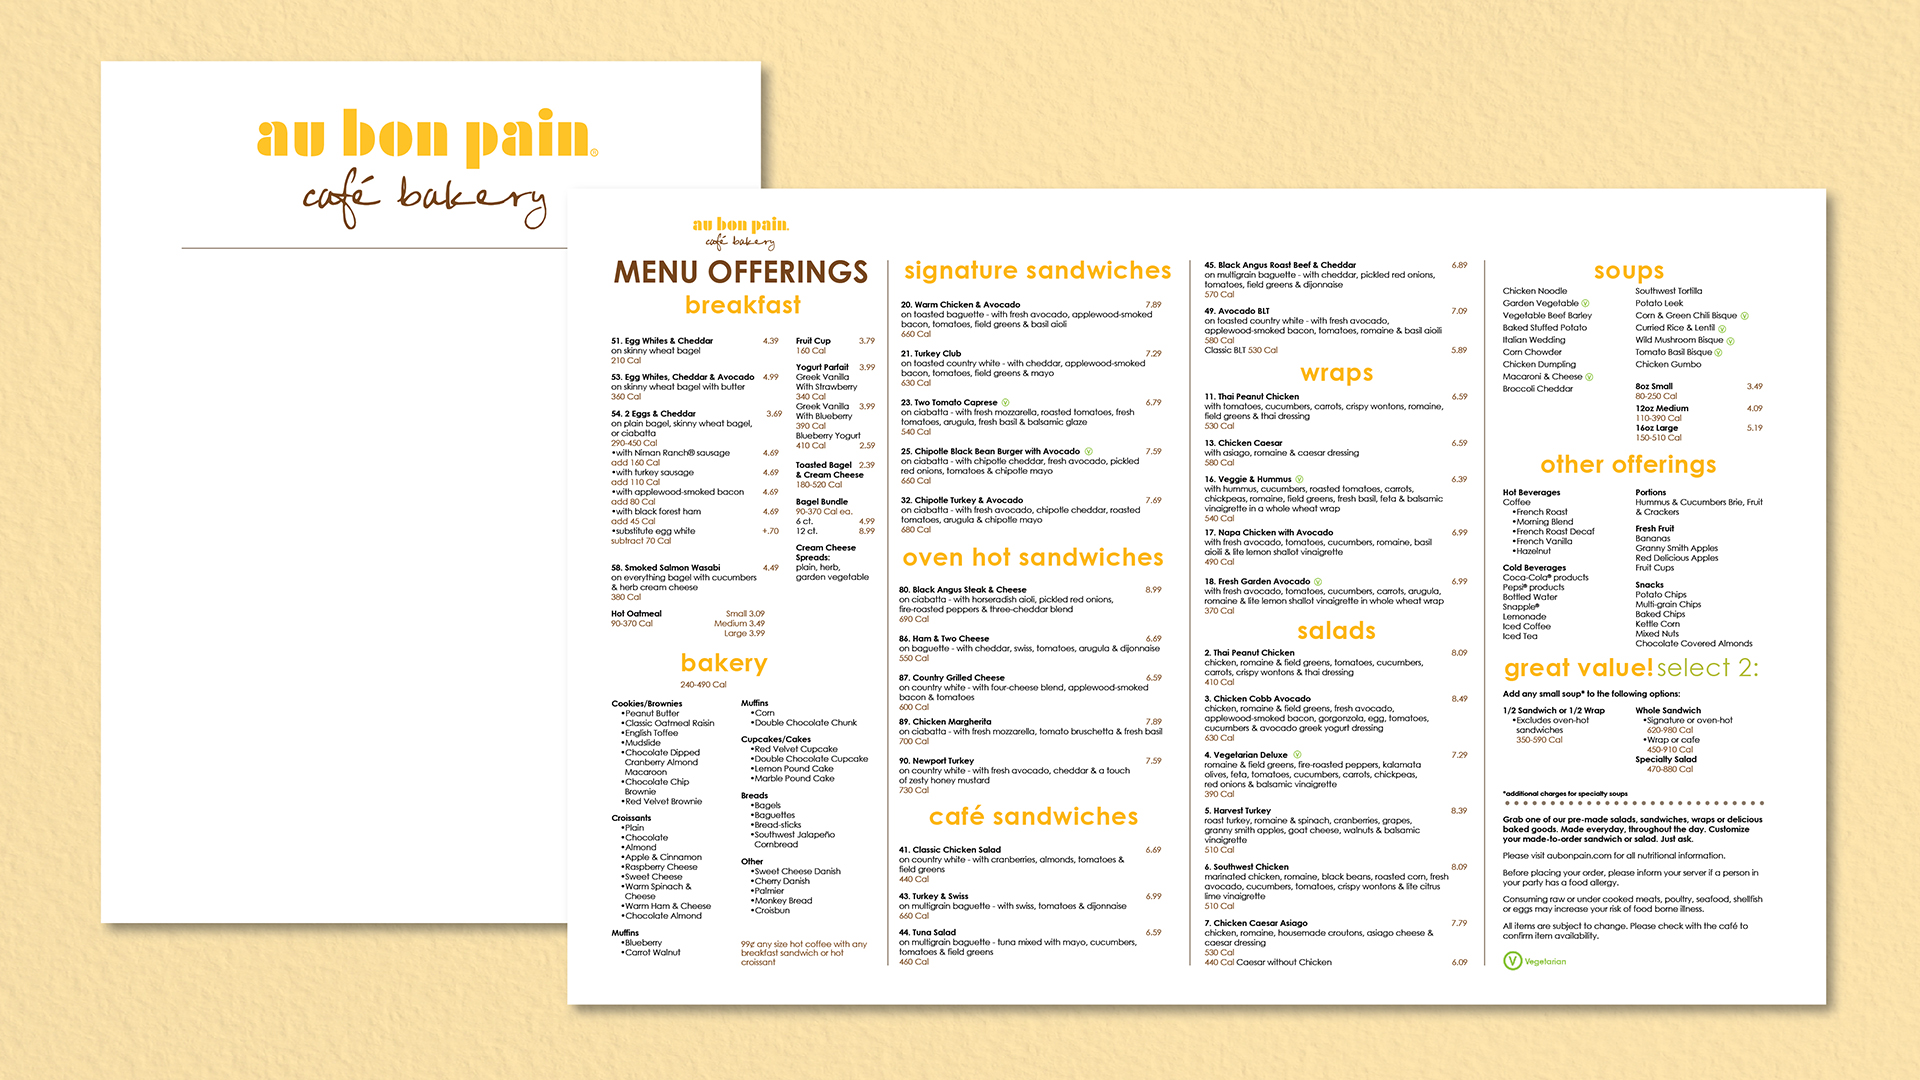 au bon pain®
café bakery
au bon pain.
café bakery
MENU OFFERINGS
breakfast
51. Egg Whites & Cheddar 4.39
on skinny wheat bagel
210 Cal
53. Egg Whites, Cheddar & Avocado 4.99
on skinny wheat bagel with butter
360 Cal
54. 2 Eggs & Cheddar 3.69
on plain bagel, skinny wheat bagel,
or ciabatta
290-450 Cal
•with Niman Ranch® sausage 4.69
add 160 Cal
•with turkey sausage 4.69
add 110 Cal
•with applewood-smoked bacon 4.69
add 80 Cal
•with black forest ham 4.69
add 45 Cal
•substitute egg white +.70
subtract 70 Cal
58. Smoked Salmon Wasabi 4.49
on everything bagel with cucumbers
& herb cream cheese
380 Cal
Hot Oatmeal Small 3.09
90-370 Cal Medium 3.49
Large 3.99
Fruit Cup 3.79
160 Cal
Yogurt Parfait 3.99
Greek Vanilla
With Strawberry
340 Cal
Greek Vanilla 3.99
With Blueberry
390 Cal
Blueberry Yogurt
410 Cal 2.59
Toasted Bagel 2.39
& Cream Cheese
180-520 Cal
Bagel Bundle
90-370 Cal ea.
6 ct. 4.99
12 ct. 8.99
Cream Cheese
Spreads:
plain, herb,
garden vegetable
bakery
240-490 Cal
Cookies/Brownies
•Peanut Butter
•Classic Oatmeal Raisin
•English Toffee
•Mudslide
•Chocolate Dipped
Cranberry Almond
Macaroon
•Chocolate Chip
Brownie
•Red Velvet Brownie
Croissants
•Plain
•Chocolate
•Almond
•Apple & Cinnamon
•Raspberry Cheese
•Sweet Cheese
•Warm Spinach &
Cheese
•Warm Ham & Cheese
•Chocolate Almond
Muffins
•Blueberry
•Carrot Walnut
Muffins
•Corn
•Double Chocolate Chunk
Cupcakes/Cakes
•Red Velvet Cupcake
•Double Chocolate Cupcake
•Lemon Pound Cake
•Marble Pound Cake
Breads
•Bagels
•Baguettes
•Bread-sticks
•Southwest Jalapeño
Cornbread
Other
•Sweet Cheese Danish
•Cherry Danish
•Palmier
•Monkey Bread
•Croisbun
99¢ any size hot coffee with any
breakfast sandwich or hot
croissant
signature sandwiches
20. Warm Chicken & Avocado 7.89
on toasted baguette - with fresh avocado, applewood-smoked
bacon, tomatoes, field greens & basil aioli
660 Cal
21. Turkey Club 7.29
on toasted country white - with cheddar, applewood-smoked
bacon, tomatoes, field greens & mayo
630 Cal
23. Two Tomato Caprese V 6.79
on ciabatta - with fresh mozzarella, roasted tomatoes, fresh
tomatoes, arugula, fresh basil & balsamic glaze
540 Cal
25. Chipotle Black Bean Burger with Avocado V 7.59
on ciabatta - with chipotle cheddar, fresh avocado, pickled
red onions, tomatoes & chipotle mayo
660 Cal
32. Chipotle Turkey & Avocado 7.69
on ciabatta - with fresh avocado, chipotle cheddar, roasted
tomatoes, arugula & chipotle mayo
680 Cal
oven hot sandwiches
80. Black Angus Steak & Cheese 8.99
on ciabatta - with horseradish aioli, pickled red onions,
fire-roasted peppers & three-cheddar blend
690 Cal
86. Ham & Two Cheese 6.69
on baguette - with cheddar, swiss, tomatoes, arugula & dijonnaise
550 Cal
87. Country Grilled Cheese 6.59
on country white - with four-cheese blend, applewood-smoked
bacon & tomatoes
600 Cal
89. Chicken Margherita 7.89
on ciabatta - with fresh mozzarella, tomato bruschetta & fresh basil
700 Cal
90. Newport Turkey 7.59
on country white - with fresh avocado, cheddar & a touch
of zesty honey mustard
730 Cal
café sandwiches
41. Classic Chicken Salad 6.69
on country white - with cranberries, almonds, tomatoes &
field greens
440 Cal
43. Turkey & Swiss 6.99
on multigrain baguette - with swiss, tomatoes & dijonnaise
660 Cal
44. Tuna Salad 6.59
on multigrain baguette - tuna mixed with mayo, cucumbers,
tomatoes & field greens
460 Cal
45. Black Angus Roast Beef & Cheddar 6.89
on multigrain baguette - with cheddar, pickled red onions,
tomatoes, field greens & dijonnaise
570 Cal
49. Avocado BLT 7.09
on toasted country white - with fresh avocado,
applewood-smoked bacon, tomatoes, romaine & basil aioili
580 Cal
Classic BLT 530 Cal 5.89
wraps
11. Thai Peanut Chicken 6.59
with tomatoes, cucumbers, carrots, crispy wontons, romaine,
field greens & thai dressing
530 Cal
13. Chicken Caesar 6.59
with asiago, romaine & caesar dressing
580 Cal
16. Veggie & Hummus V 6.39
with hummus, cucumbers, roasted tomatoes, carrots,
chickpeas, romaine, field greens, fresh basil, feta & balsamic
vinaigrette in a whole wheat wrap
540 Cal
17. Napa Chicken with Avocado 6.99
with fresh avocado, tomatoes, cucumbers, romaine, basil
aioili & lite lemon shallot vinaigrette
490 Cal
18. Fresh Garden Avocado V 6.99
with fresh avocado, tomatoes, cucumbers, carrots, arugula,
romaine & lite lemon shallot vinaigrette in whole wheat wrap
370 Cal
salads
2. Thai Peanut Chicken 8.09
chicken, romaine & field greens, tomatoes, cucumbers,
carrots, crispy wontons & thai dressing
410 Cal
3. Chicken Cobb Avocado 8.49
chicken, romaine & field greens, fresh avocado,
applewood-smoked bacon, gorgonzola, egg, tomatoes,
cucumbers & avocado greek yogurt dressing
630 Cal
4. Vegetarian Deluxe V 7.29
romaine & field greens, fire-roasted peppers, kalamata
olives, feta, tomatoes, cucumbers, carrots, chickpeas,
red onions & balsamic vinaigrette
390 Cal
5. Harvest Turkey 8.39
roast turkey, romaine & spinach, cranberries, grapes,
granny smith apples, goat cheese, walnuts & balsamic
vinaigrette
510 Cal
6. Southwest Chicken 8.09
marinated chicken, romaine, black beans, roasted corn, fresh
avocado, cucumbers, tomatoes, crispy wontons & lite citrus
lime vinaigrette
510 Cal
7. Chicken Caesar Asiago 7.79
chicken, romaine, housemade croutons, asiago cheese &
caesar dressing
530 Cal
440 Cal Caesar without Chicken 6.09
soups
Chicken Noodle
Garden Vegetable V
Vegetable Beef Barley
Baked Stuffed Potato
Italian Wedding
Corn Chowder
Chicken Dumpling
Macaroni & Cheese V
Broccoli Cheddar
Southwest Tortilla
Potato Leek
Corn & Green Chili Bisque V
Curried Rice & Lentil V
Wild Mushroom Bisque V
Tomato Basil Bisque V
Chicken Gumbo
8oz Small 3.49
80-250 Cal
12oz Medium 4.09
110-390 Cal
16oz Large 5.19
150-510 Cal
other offerings
Hot Beverages
Coffee
•French Roast
•Morning Blend
•French Roast Decaf
•French Vanilla
•Hazelnut
Cold Beverages
Coca-Cola® products
Pepsi® products
Bottled Water
Snapple®
Lemonade
Iced Coffee
Iced Tea
Portions
Hummus & Cucumbers Brie, Fruit
& Crackers
Fresh Fruit
Bananas
Granny Smith Apples
Red Delicious Apples
Fruit Cups
Snacks
Potato Chips
Multi-grain Chips
Baked Chips
Kettle Corn
Mixed Nuts
Chocolate Covered Almonds
great value! select 2:
Add any small soup* to the following options:
1/2 Sandwich or 1/2 Wrap
•Excludes oven-hot
sandwiches
350-590 Cal
Whole Sandwich
•Signature or oven-hot
620-980 Cal
•Wrap or cafe
450-910 Cal
Specialty Salad
470-880 Cal
*additional charges for specialty soups
Grab one of our pre-made salads, sandwiches, wraps or delicious
baked goods. Made everyday, throughout the day. Customize
your made-to-order sandwich or salad. Just ask.
Please visit aubonpain.com for all nutritional information.
Before placing your order, please inform your server if a person in
your party has a food allergy.
Consuming raw or under cooked meats, poultry, seafood, shellfish
or eggs may increase your risk of food borne illness.
All items are subject to change. Please check with the café to
confirm item availability.
V Vegetarian